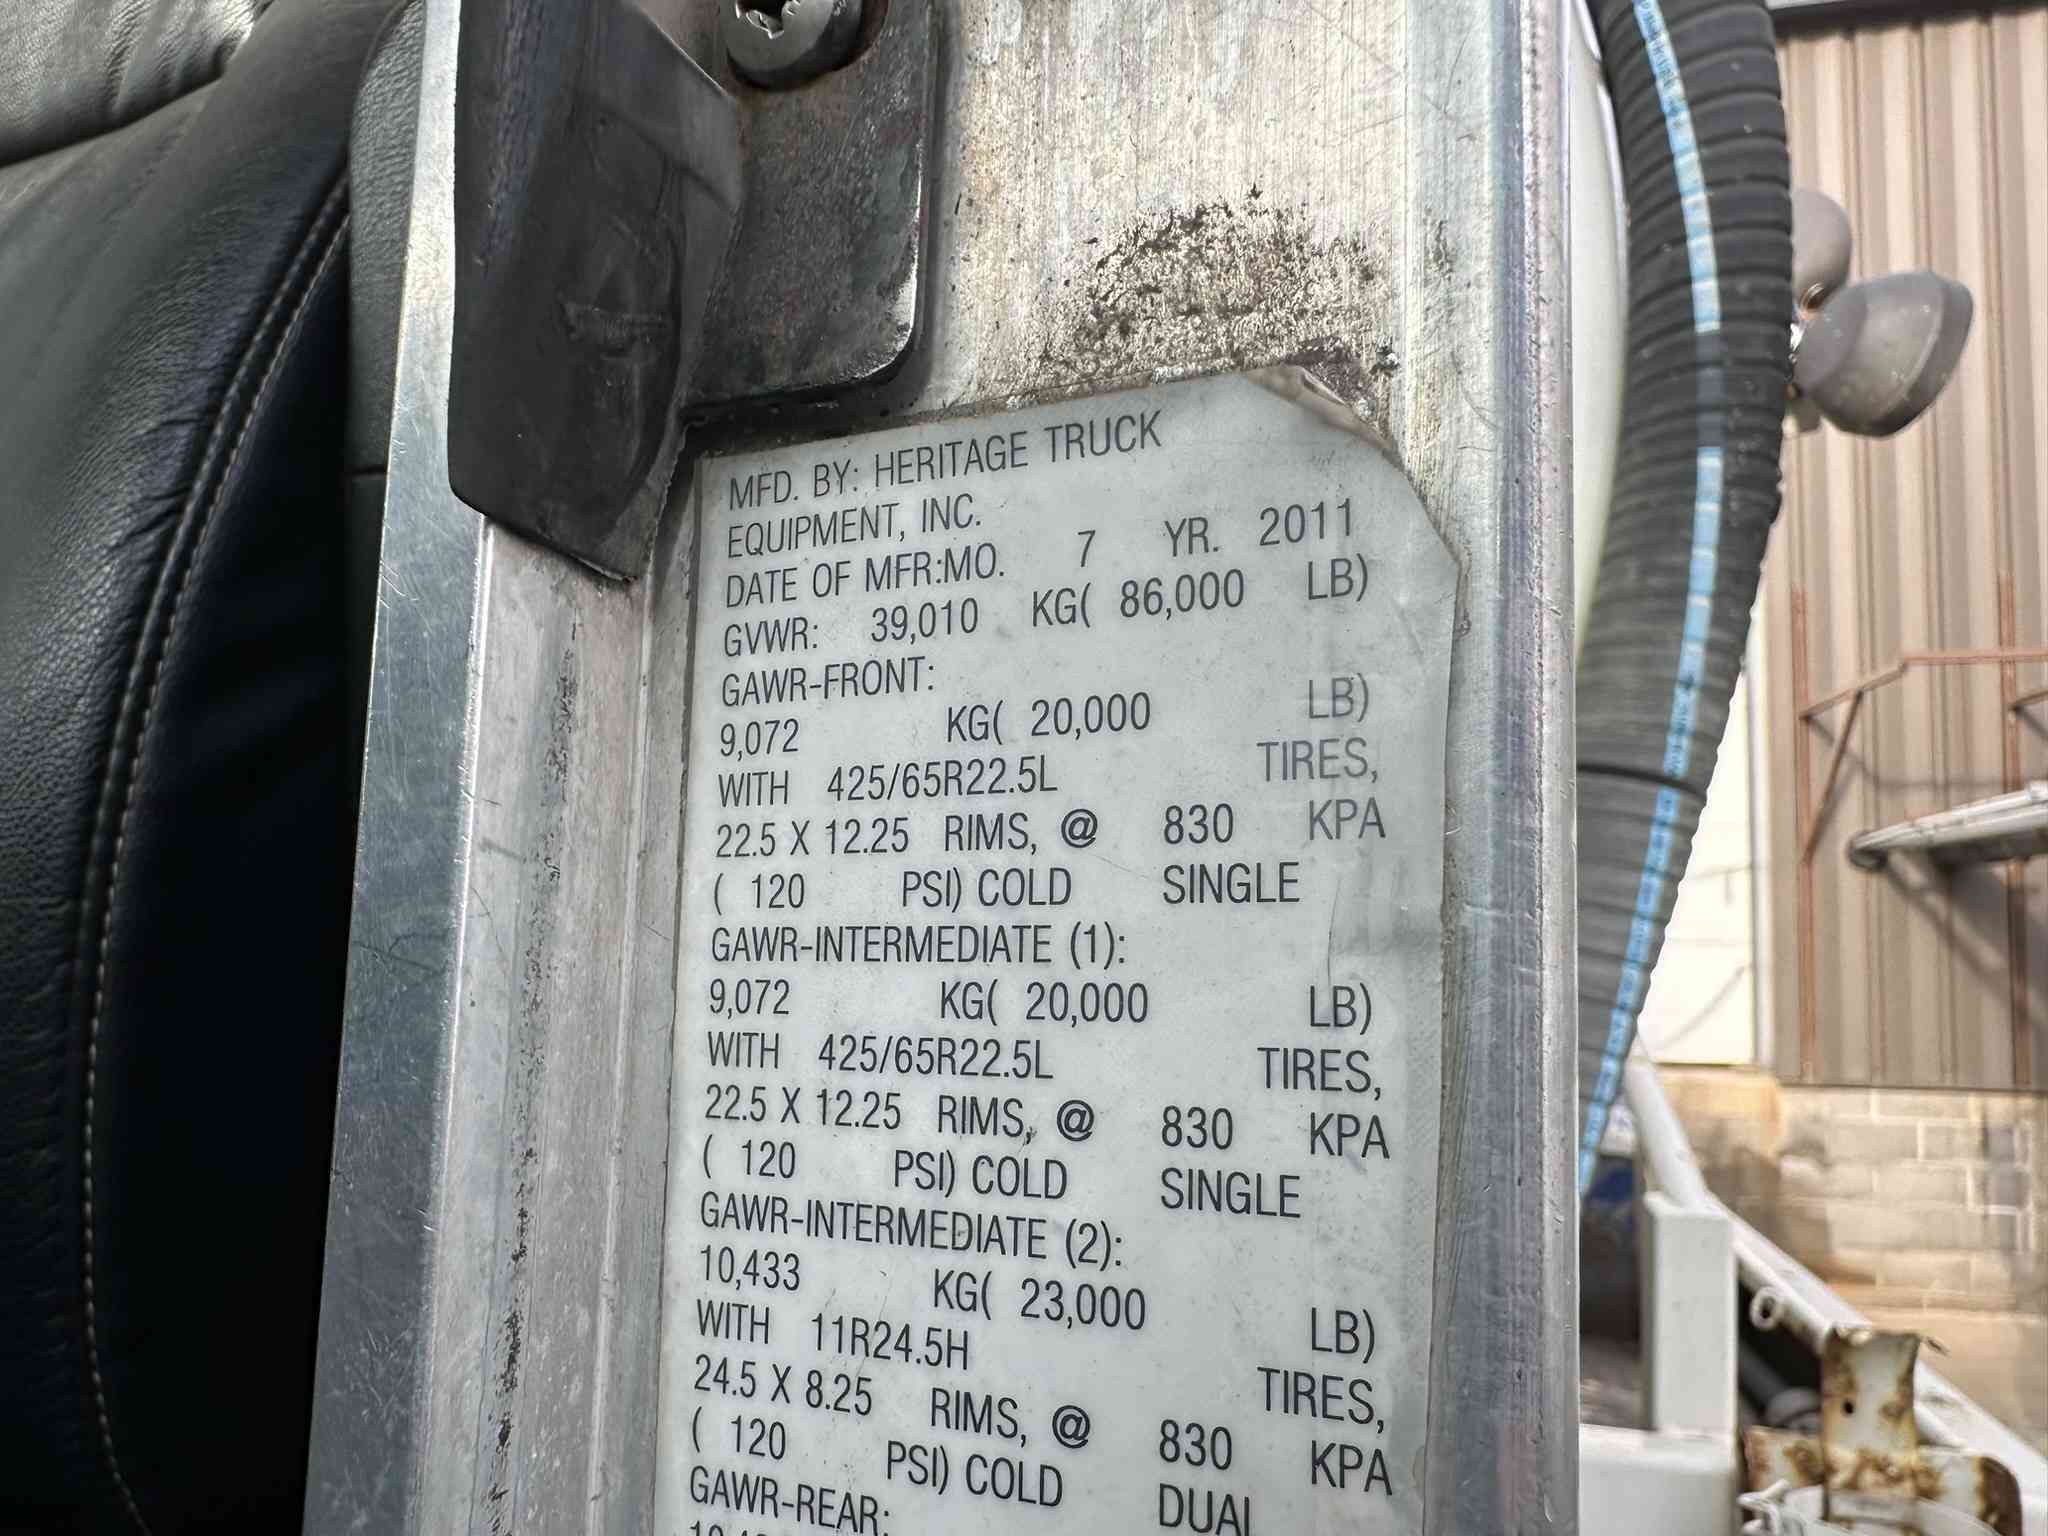 MFD. BY: HERITAGE TRUCK
EQUIPMENT, INC.
DATE OF MFR:MO. 7 YR. 2011
GVWR: 39,010 KG( 86,000 LB)
GAWR-FRONT:
9,072 KG( 20,000 LB)
WITH 425/65R22.5L TIRES,
22.5 X 12.25 RIMS, @ 830 KPA
( 120 PSI) COLD SINGLE
GAWR-INTERMEDIATE (1):
9,072 KG( 20,000 LB)
WITH 425/65R22.5L TIRES,
22.5 X 12.25 RIMS, @ 830 KPA
( 120 PSI) COLD SINGLE
GAWR-INTERMEDIATE (2):
10,433 KG( 23,000 LB)
WITH 11R24.5H TIRES,
24.5 X 8.25 RIMS, @ 830 KPA
( 120 PSI) COLD DUAL
GAWR-REAR: